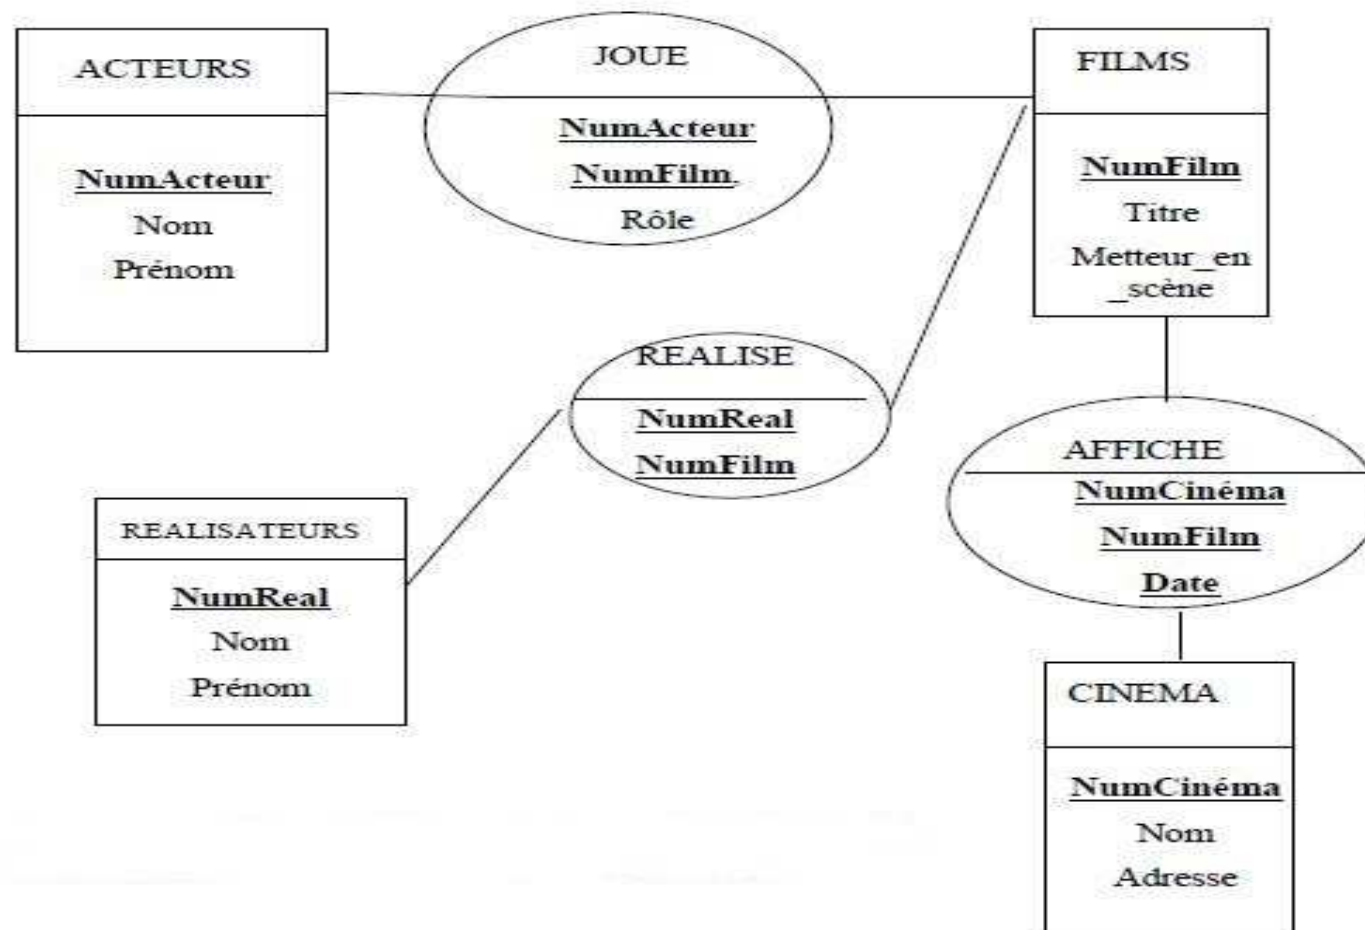 ACTEURS
NumActeur
Nom
Prénom
JOUE
NumActeur
NumFilm.
Rôle
FILMS
NumFilm
Titre
Metteur_en
_scène
REALISE
NumReal
NumFilm
REALISATEURS
NumReal
Nom
Prénom
AFFICHE
NumCinéma
NumFilm
Date
CINEMA
NumCinéma
Nom
Adresse